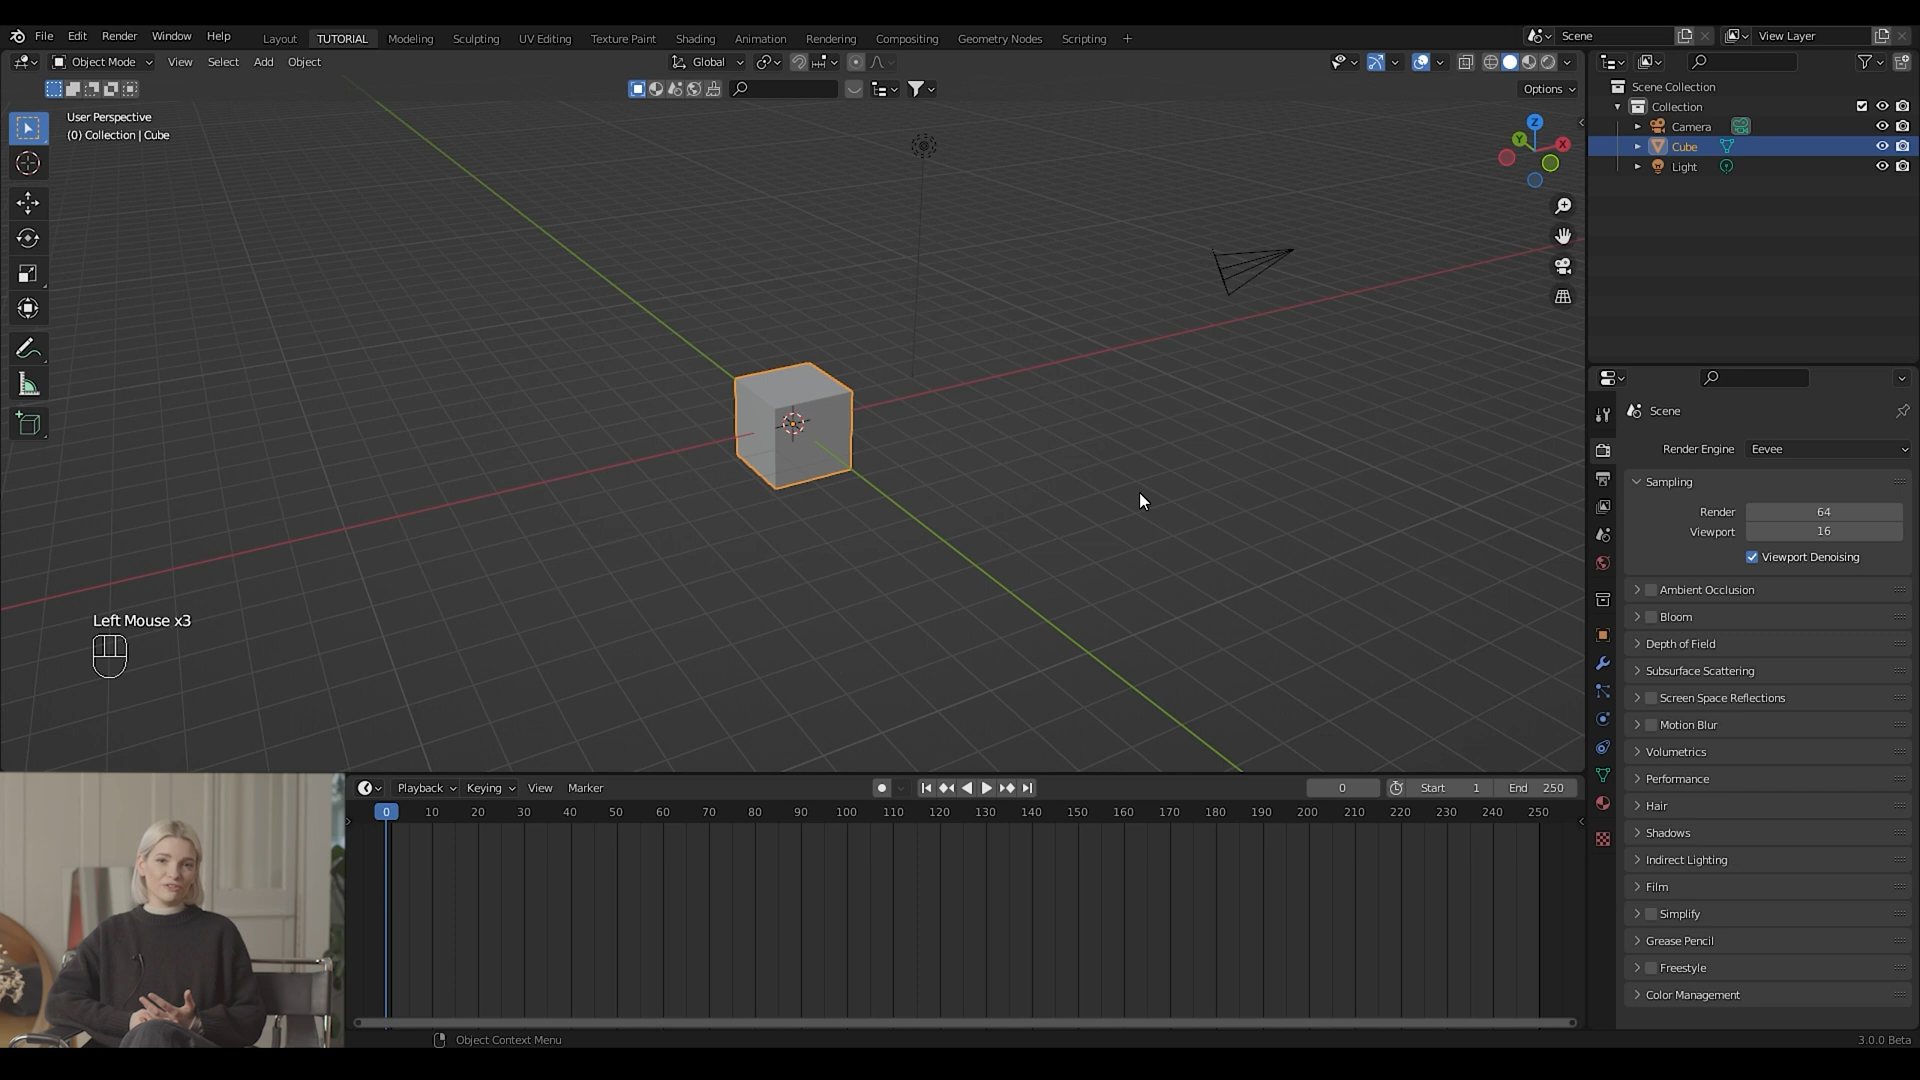 File Edit Render Window Help Layout TUTORIAL Modeling Sculpting UV Editing Texture Paint Shading Animation Rendering Compositing Geometry Nodes Scripting + Scene View Layer
Object Mode View Select Add Object Global
Options
User Perspective
(0) Collection | Cube
Z
Y
X
Scene Collection
Collection
Camera
Cube
Light
Scene
Render Engine Eevee
Sampling
Render 64
Viewport 16
Viewport Denoising
Ambient Occlusion
Bloom
Depth of Field
Subsurface Scattering
Screen Space Reflections
Motion Blur
Volumetrics
Performance
Hair
Shadows
Indirect Lighting
Film
Simplify
Grease Pencil
Freestyle
Color Management
Left Mouse x3
Playback Keying View Marker 0 Start 1 End 250
0 10 20 30 40 50 60 70 80 90 100 110 120 130 140 150 160 170 180 190 200 210 220 230 240 250
Object Context Menu
3.0.0 Beta